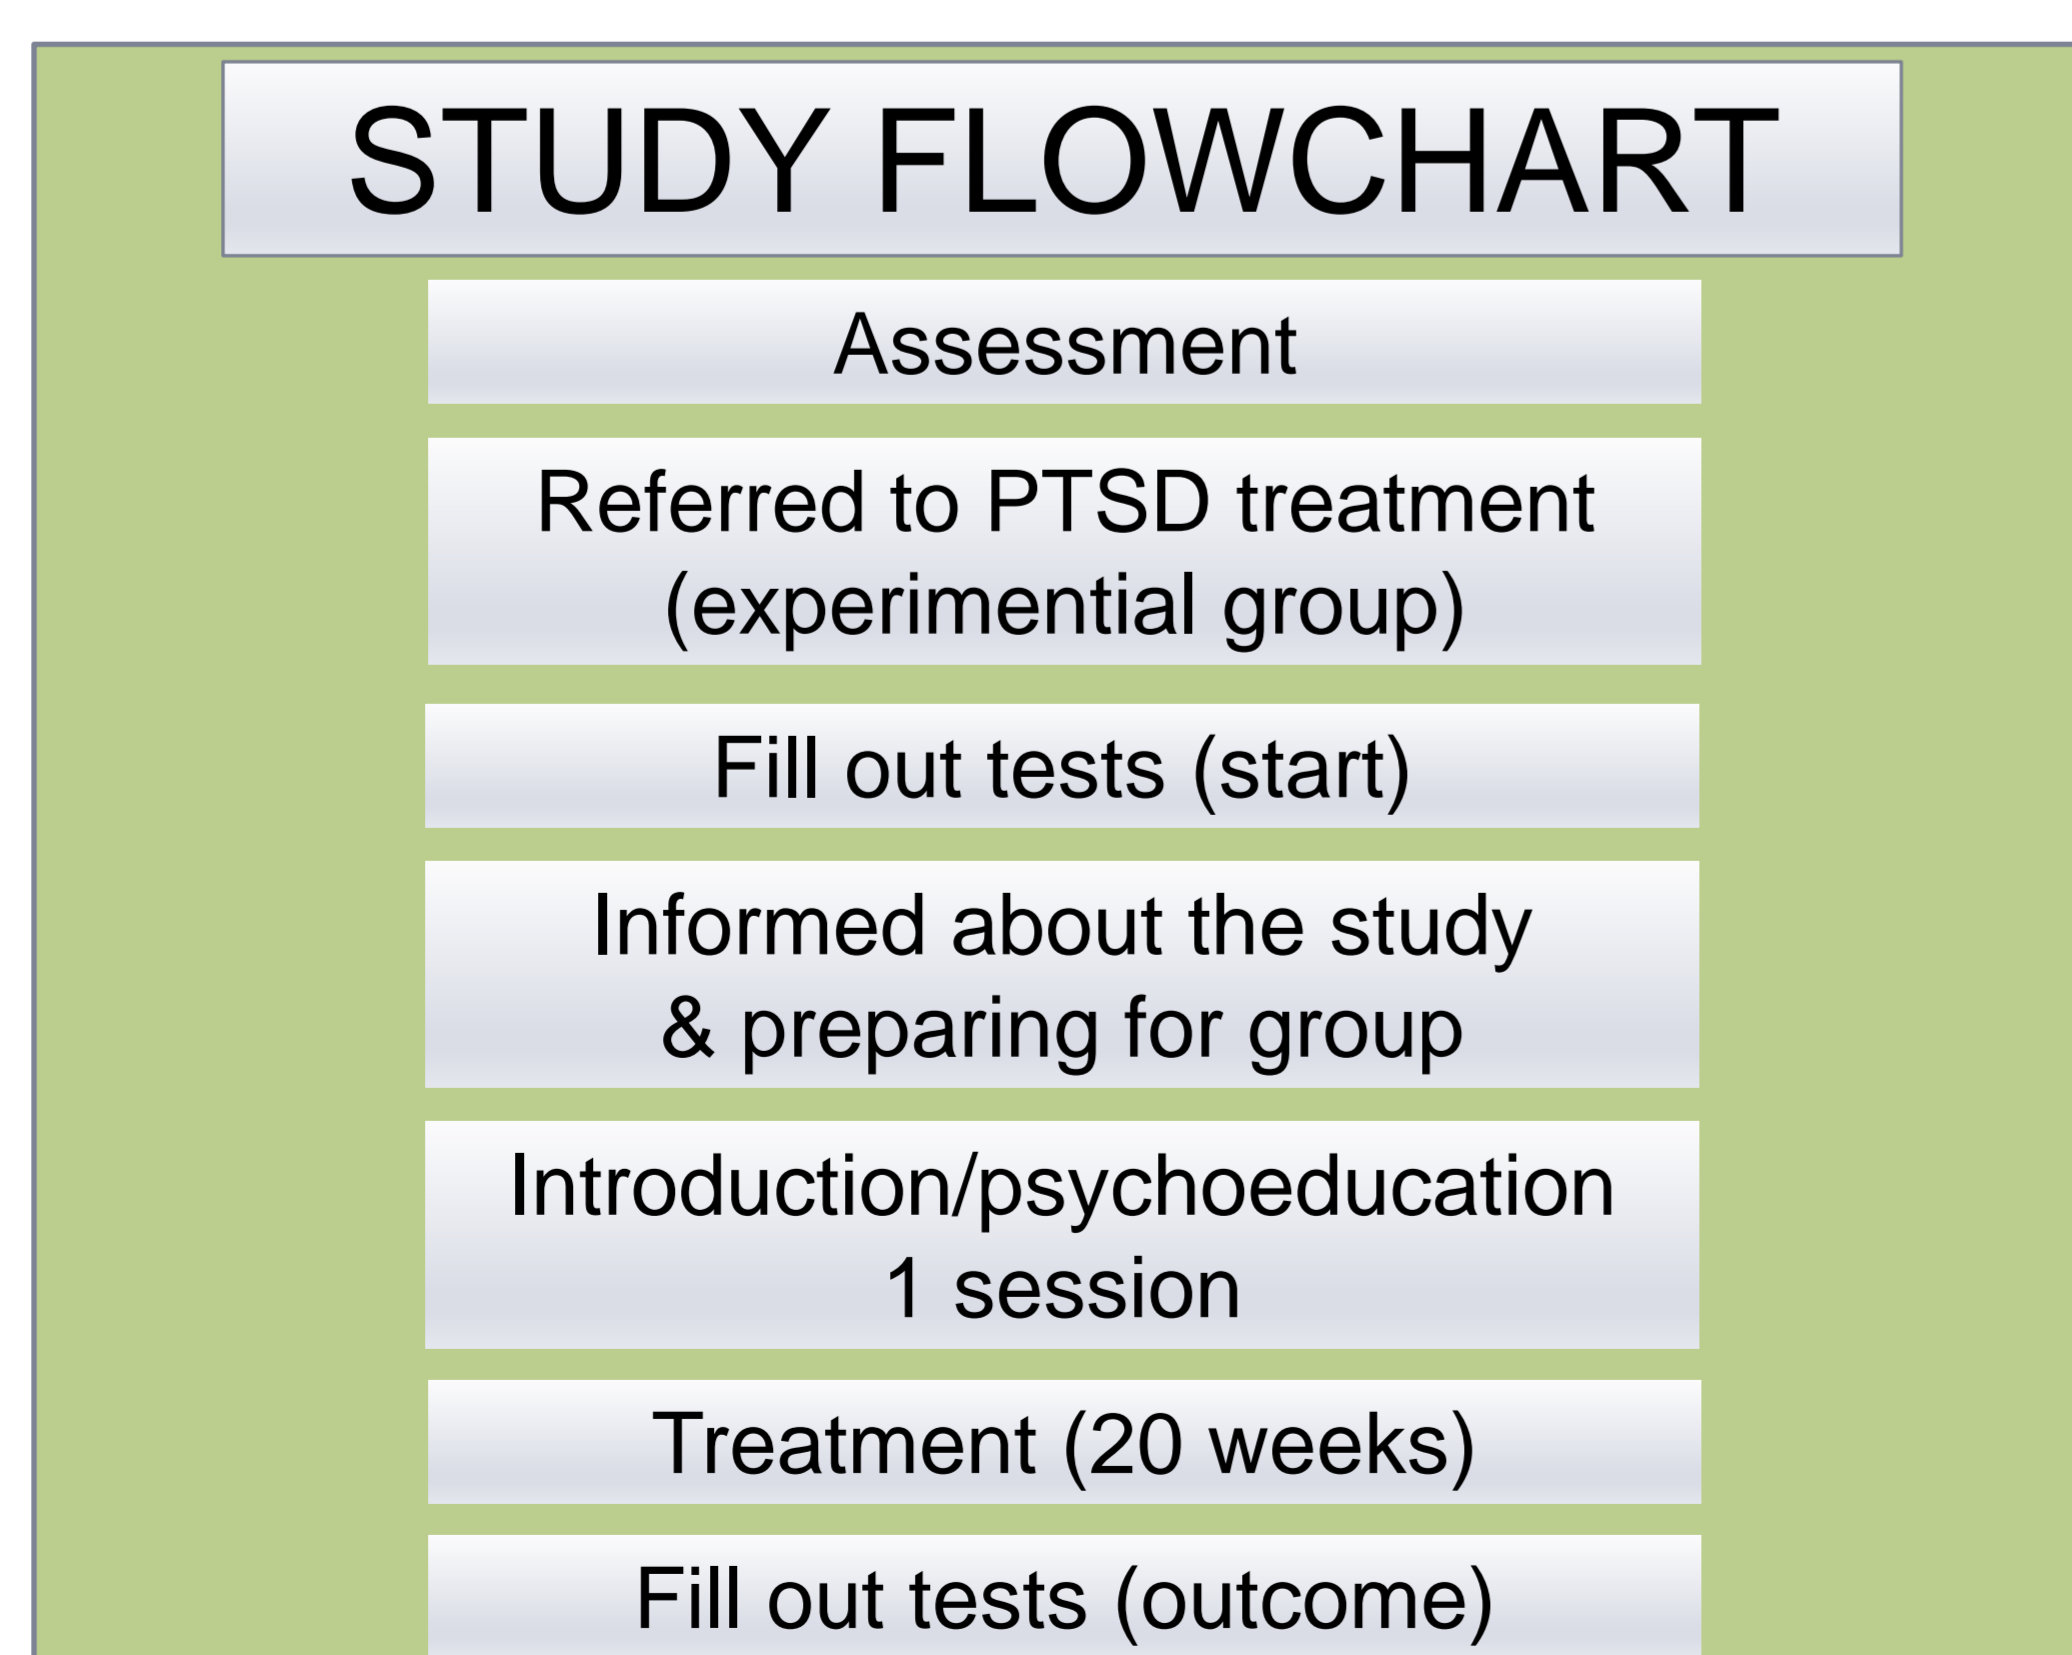 STUDY FLOWCHART
Assessment
Referred to PTSD treatment
(experimential group)
Fill out tests (start)
Informed about the study
& preparing for group
Introduction/psychoeducation
1 session
Treatment (20 weeks)
Fill out tests (outcome)